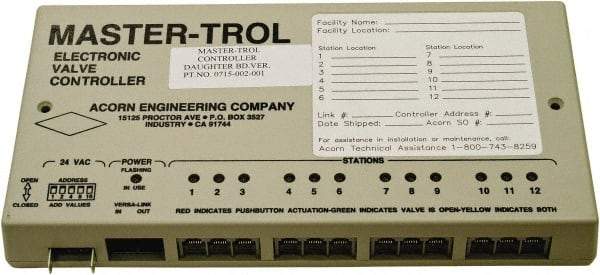 MASTER-TROL
ELECTRONIC
VALVE
CONTROLLER
MASTER-TROL
CONTROLLER
DAUGHTER BD.VER.
PT.NO. 0715-002-001
ACORN ENGINEERING COMPANY
15125 PROCTOR AVE • P.O. BOX 3527
INDUSTRY • CA 91744
Facility Name:
Facility Location:
Station Location Station Location
1 7
2 8
3 9
4 10
5 11
6 12
Link #: Controller Address #:
Date Shipped: Acorn SO #:
For assistance in installation or maintenance, call:
Acorn Technical Assistance 1-800-743-8259
24 VAC
POWER
FLASHING
IN USE
STATIONS
OPEN
CLOSED
ADDRESS
1 2 4 8 16
ADD VALUES
VERSA-LINK
IN OUT
1 2 3 4 5 6 7 8 9 10 11 12
RED INDICATES PUSHBUTTON ACTUATION-GREEN INDICATES VALVE IS OPEN-YELLOW INDICATES BOTH